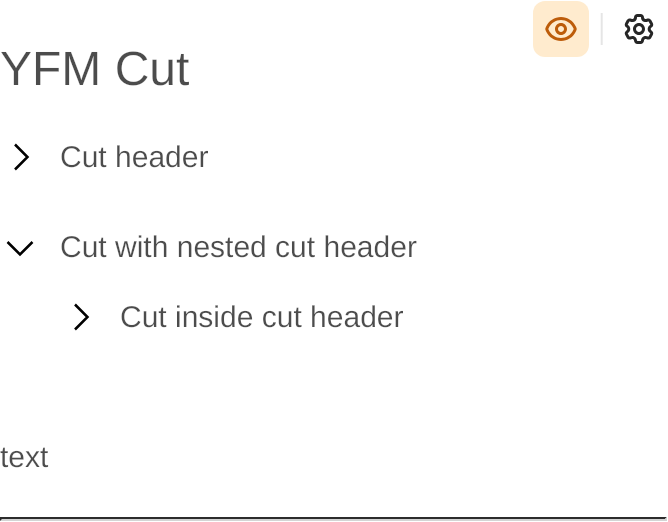 YFM Cut
Cut header
Cut with nested cut header
Cut inside cut header
text